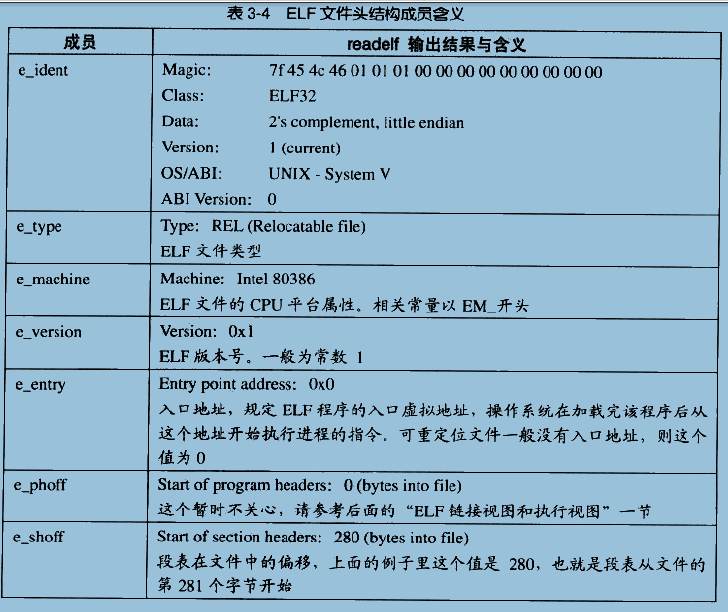 表 3-4 ELF 文件头结构成员含义
成员 readelf 输出结果与含义
e_ident Magic: 7f 45 4c 46 01 01 01 00 00 00 00 00 00 00 00 00
Class: ELF32
Data: 2's complement, little endian
Version: 1 (current)
OS/ABI: UNIX - System V
ABI Version: 0
e_type Type: REL (Relocatable file)
ELF 文件类型
e_machine Machine: Intel 80386
ELF 文件的 CPU 平台属性。相关常量以 EM_开头
e_version Version: 0x1
ELF 版本号。一般为常数 1
e_entry Entry point address: 0x0
入口地址，规定 ELF 程序的入口虚拟地址，操作系统在加载完该程序后从
这个地址开始执行进程的指令。可重定位文件一般没有入口地址，则这个
值为 0
e_phoff Start of program headers: 0 (bytes into file)
这个暂时不关心，请参考后面的“ELF 链接视图和执行视图”一节
e_shoff Start of section headers: 280 (bytes into file)
段表在文件中的偏移，上面的例子里这个值是 280，也就是段表从文件的
第 281 个字节开始